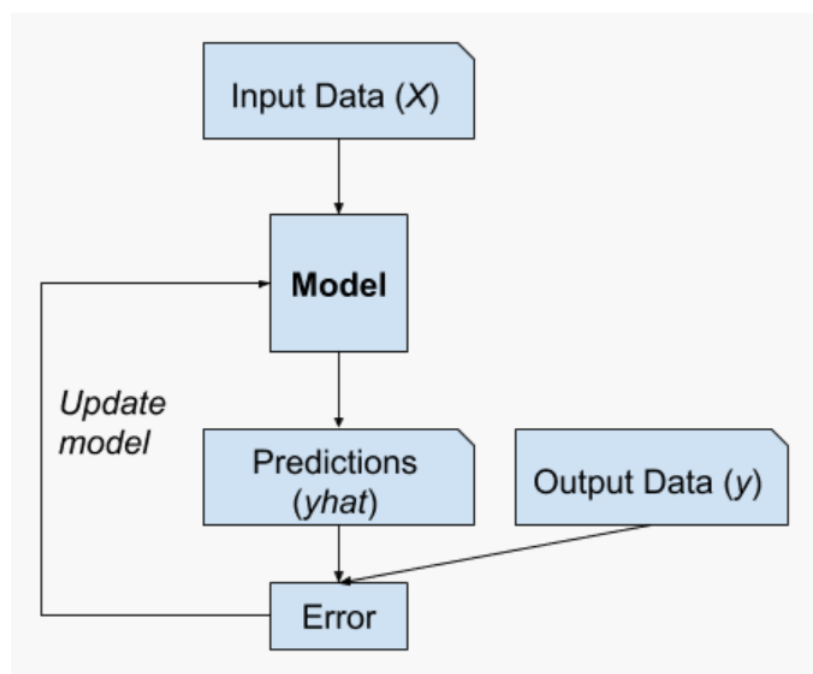 Input Data (X)
Model
Update
model
Predictions
(yhat)
Output Data (y)
Error